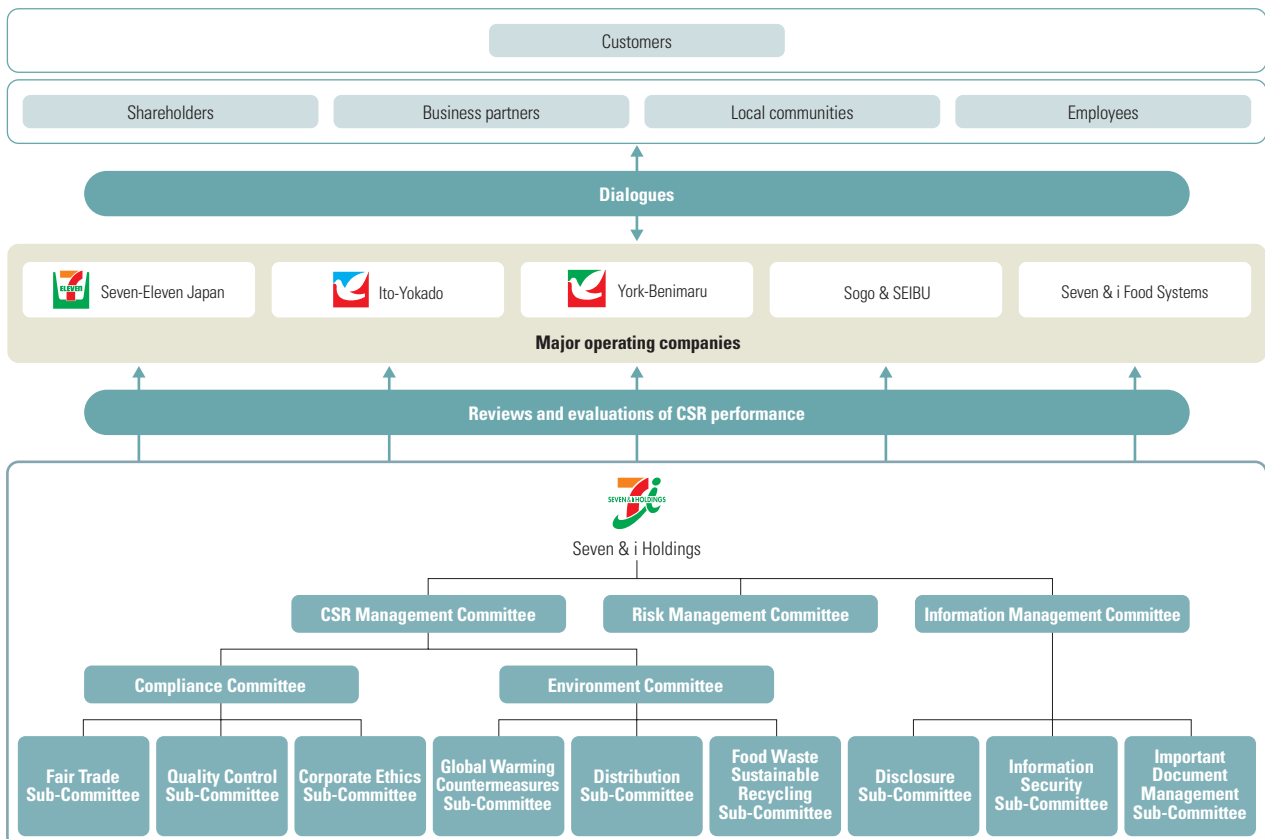 Customers
Shareholders
Business partners
Local communities
Employees
Dialogues
7
ELEVEN
Seven-Eleven Japan
Ito-Yokado
York-Benimaru
Sogo & SEIBU
Seven & i Food Systems
Major operating companies
Reviews and evaluations of CSR performance
7i
SEVEN & i HOLDINGS
Seven & i Holdings
CSR Management Committee
Risk Management Committee
Information Management Committee
Compliance Committee
Environment Committee
Fair Trade
Sub-Committee
Quality Control
Sub-Committee
Corporate Ethics
Sub-Committee
Global Warming
Countermeasures
Sub-Committee
Distribution
Sub-Committee
Food Waste
Sustainable
Recycling
Sub-Committee
Disclosure
Sub-Committee
Information
Security
Sub-Committee
Important
Document
Management
Sub-Committee